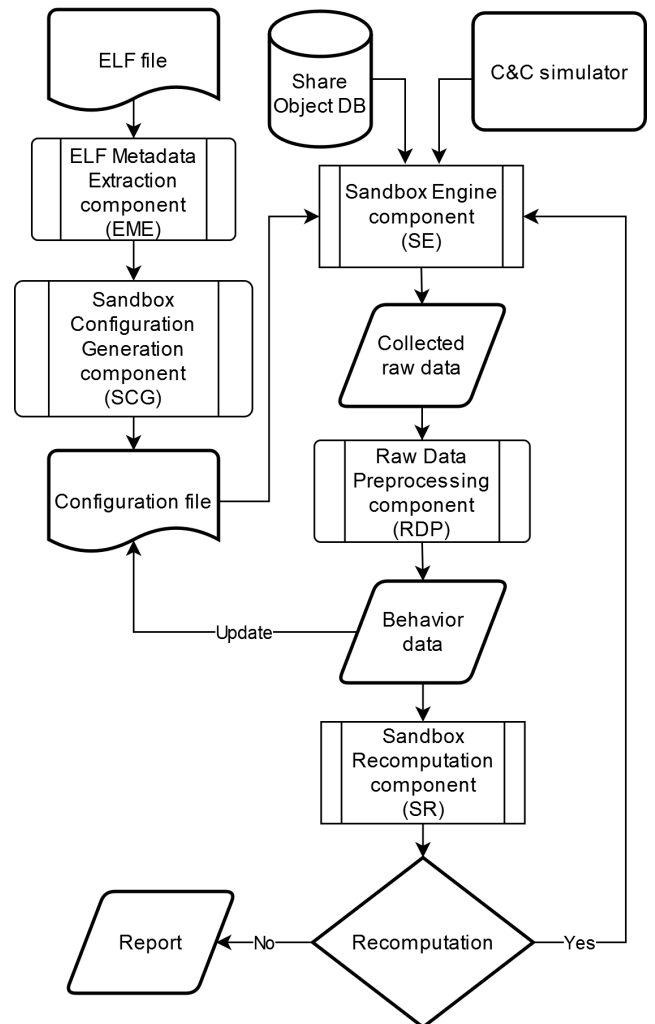 ELF file
Share
Object DB
C&C simulator
ELF Metadata
Extraction
component
(EME)
Sandbox Engine
component
(SE)
Sandbox
Configuration
Generation
component
(SCG)
Collected
raw data
Configuration file
Raw Data
Preprocessing
component
(RDP)
Update
Behavior
data
Sandbox
Recomputation
component
(SR)
Report
No
Recomputation
Yes